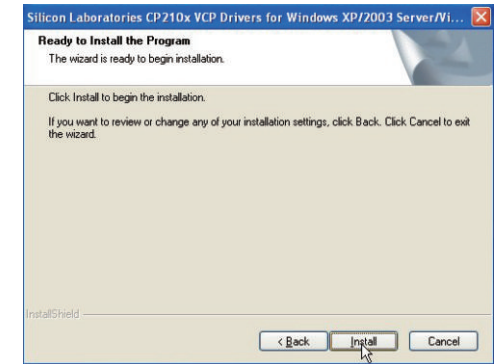 Silicon Laboratories CP210x VCP Drivers for Windows XP/2003 Server/Vi...
Ready to Install the Program
The wizard is ready to begin installation.
Click Install to begin the installation.
If you want to review or change any of your installation settings, click Back. Click Cancel to exit
the wizard.
InstallShield
< Back Install Cancel